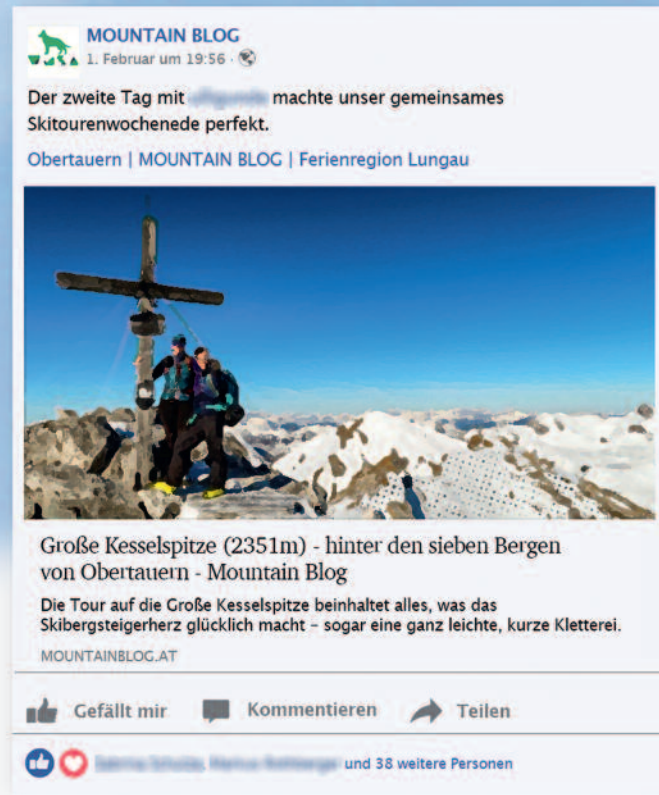 MOUNTAIN BLOG
1. Februar um 19:56 ·
Der zweite Tag mit machte unser gemeinsames
Skitourenwochenede perfekt.
Obertauern | MOUNTAIN BLOG | Ferienregion Lungau
Große Kesselspitze (2351m) - hinter den sieben Bergen
von Obertauern - Mountain Blog
Die Tour auf die Große Kesselspitze beinhaltet alles, was das
Skibergsteigerherz glücklich macht – sogar eine ganz leichte, kurze Kletterei.
MOUNTAINBLOG.AT
Gefällt mir Kommentieren Teilen
und 38 weitere Personen